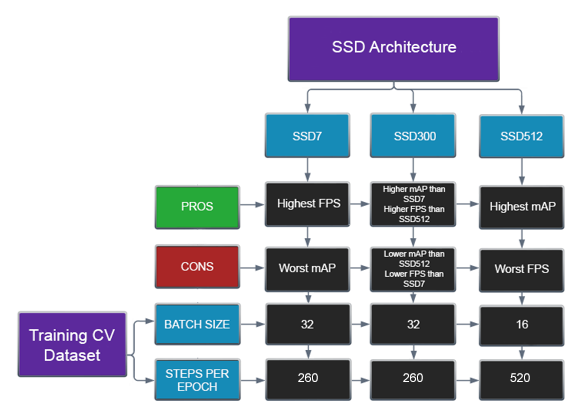 SSD Architecture
SSD7
SSD300
SSD512
PROS
Highest FPS
Higher mAP than
SSD7
Higher FPS than
SSD512
Highest mAP
CONS
Worst mAP
Lower mAP than
SSD512
Lower FPS than
SSD7
Worst FPS
Training CV
Dataset
BATCH SIZE
32
32
16
STEPS PER
EPOCH
260
260
520